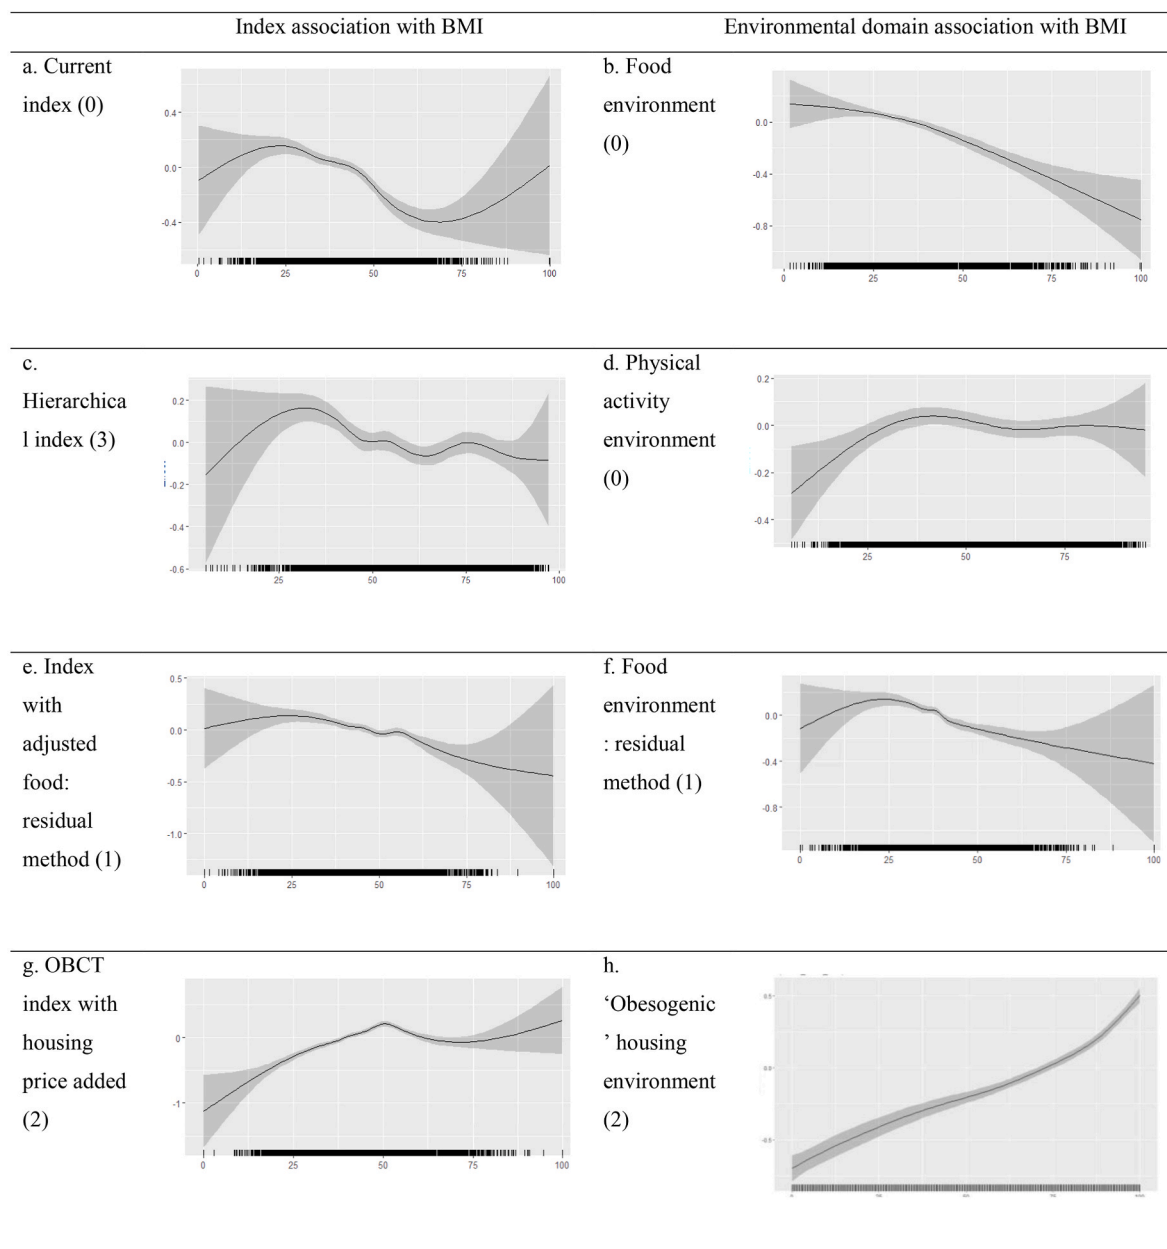 Index association with BMI
Environmental domain association with BMI
a. Current
index (0)
0.4
0.0
-0.4
0
25
50
75
100
b. Food
environment
(0)
0.0
-0.4
-0.8
0
25
50
75
100
c.
Hierarchica
l index (3)
0.2
0.0
-0.2
-0.4
-0.6
25
50
75
100
d. Physical
activity
environment
(0)
0.2
0.0
-0.2
-0.4
25
50
75
e. Index
with
adjusted
food:
residual
method (1)
0.5
0.0
-0.5
-1.0
0
25
50
75
100
f. Food
environment
: residual
method (1)
0.0
-0.4
-0.8
0
25
50
75
100
g. OBCT
index with
housing
price added
(2)
0
-1
0
25
50
75
100
h.
‘Obesogenic
’ housing
environment
(2)